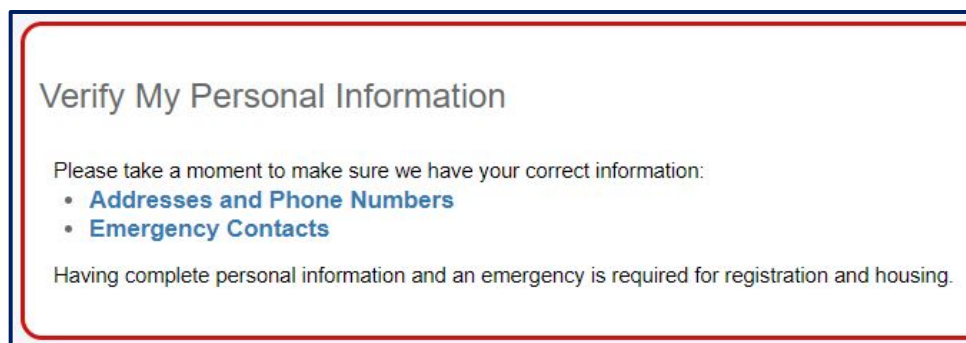 Verify My Personal Information
Please take a moment to make sure we have your correct information:
• Addresses and Phone Numbers
• Emergency Contacts
Having complete personal information and an emergency is required for registration and housing.